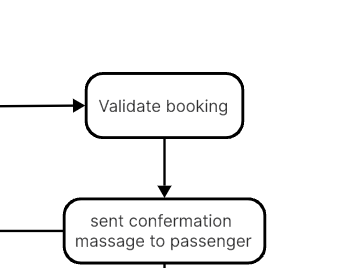 Validate booking
sent confermation
massage to passenger